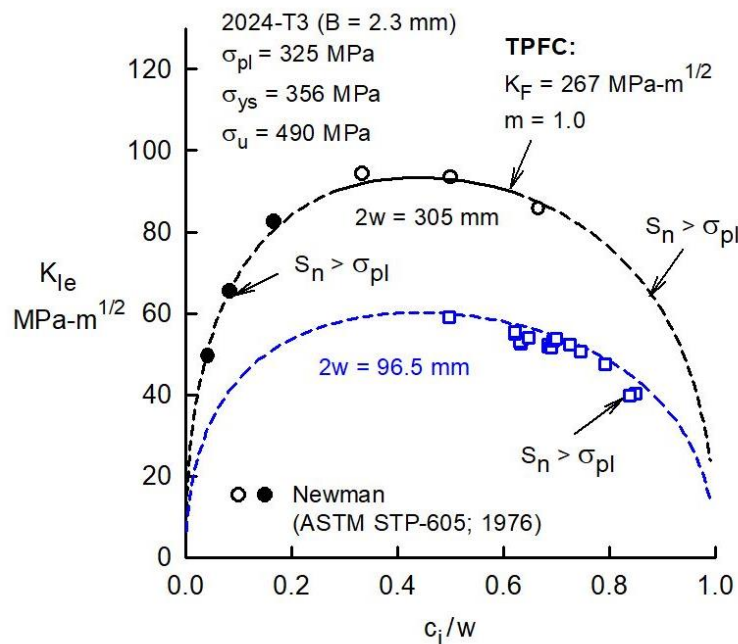 2024-T3 (B = 2.3 mm)
σpl = 325 MPa
σys = 356 MPa
σu = 490 MPa
TPFC:
KF = 267 MPa-m1/2
m = 1.0
120
100
80
60
40
20
0
KIe
MPa-m1/2
2w = 305 mm
Sn > σpl
Sn > σpl
2w = 96.5 mm
Sn > σpl
Newman
(ASTM STP-605; 1976)
0.0 0.2 0.4 0.6 0.8 1.0
ci/w